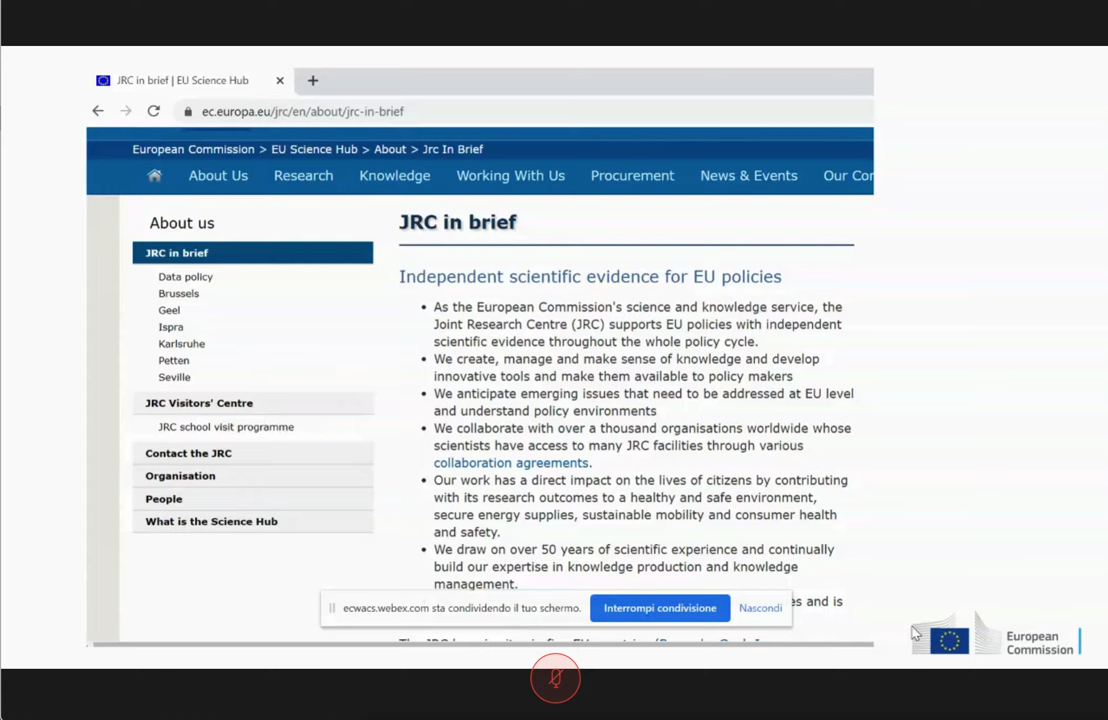 JRC in brief | EU Science Hub
ec.europa.eu/jrc/en/about/jrc-in-brief
European Commission > EU Science Hub > About > Jrc In Brief
About Us Research Knowledge Working With Us Procurement News & Events Our Con
About us
JRC in brief
Data policy
Brussels
Geel
Ispra
Karlsruhe
Petten
Seville
JRC Visitors' Centre
JRC school visit programme
Contact the JRC
Organisation
People
What is the Science Hub
JRC in brief
Independent scientific evidence for EU policies
• As the European Commission's science and knowledge service, the
Joint Research Centre (JRC) supports EU policies with independent
scientific evidence throughout the whole policy cycle.
• We create, manage and make sense of knowledge and develop
innovative tools and make them available to policy makers
• We anticipate emerging issues that need to be addressed at EU level
and understand policy environments
• We collaborate with over a thousand organisations worldwide whose
scientists have access to many JRC facilities through various
collaboration agreements.
• Our work has a direct impact on the lives of citizens by contributing
with its research outcomes to a healthy and safe environment,
secure energy supplies, sustainable mobility and consumer health
and safety.
• We draw on over 50 years of scientific experience and continually
build our expertise in knowledge production and knowledge
management.
es and is
ecwacs.webex.com sta condividendo il tuo schermo. Interrompi condivisione Nascondi
European
Commission